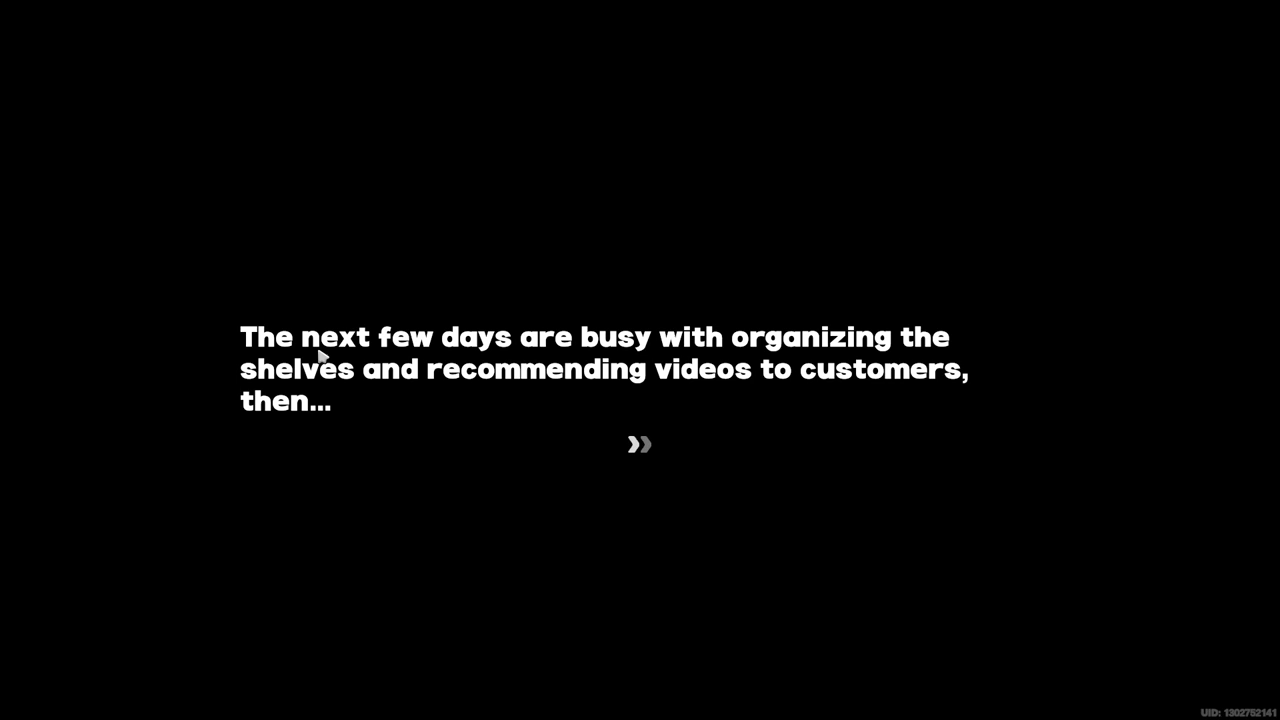 The next few days are busy with organizing the
shelves and recommending videos to customers,
then...
UID: 1302752141